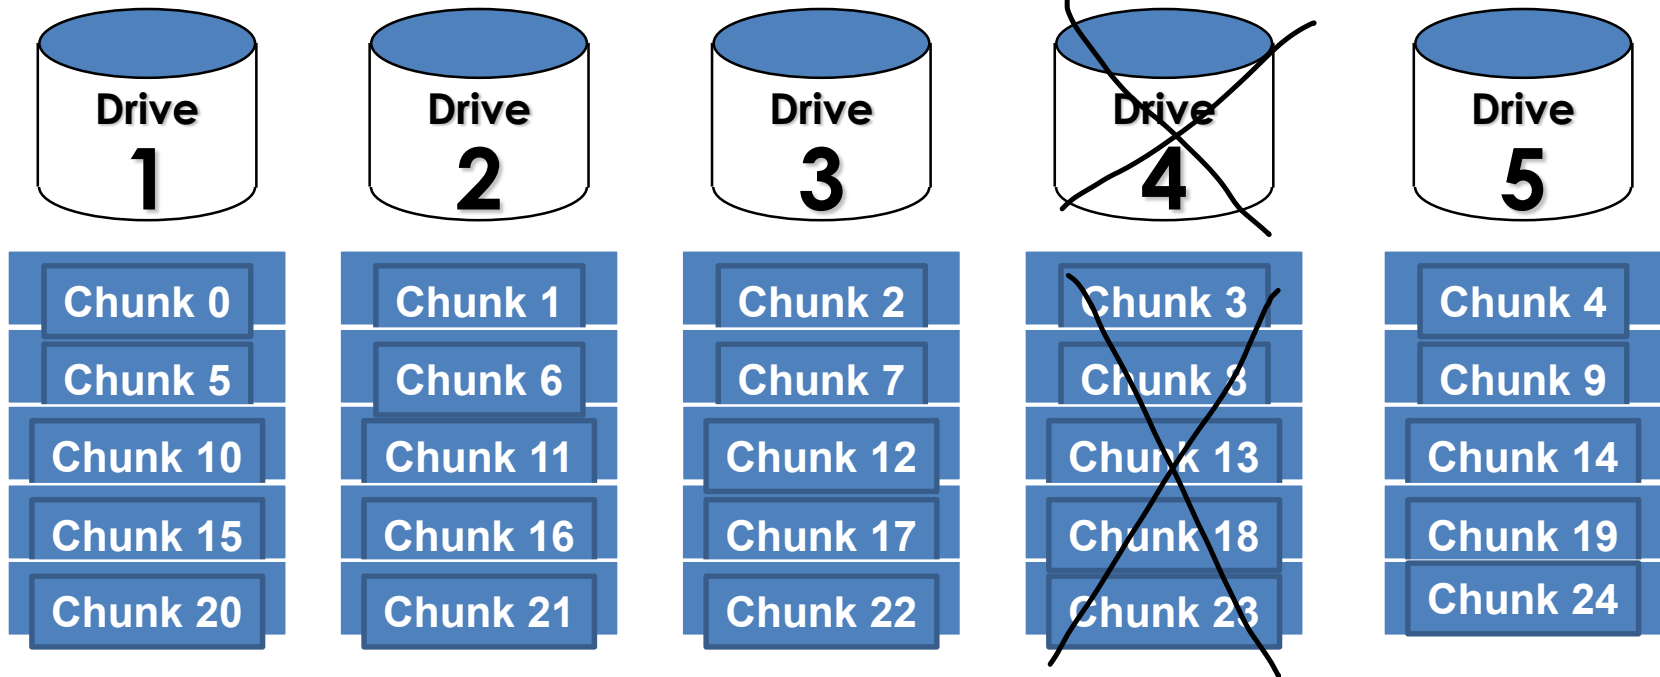 Drive 1
Drive 2
Drive 3
Drive 4
Drive 5
Chunk 0
Chunk 1
Chunk 2
Chunk 3
Chunk 4
Chunk 5
Chunk 6
Chunk 7
Chunk 8
Chunk 9
Chunk 10
Chunk 11
Chunk 12
Chunk 13
Chunk 14
Chunk 15
Chunk 16
Chunk 17
Chunk 18
Chunk 19
Chunk 20
Chunk 21
Chunk 22
Chunk 23
Chunk 24